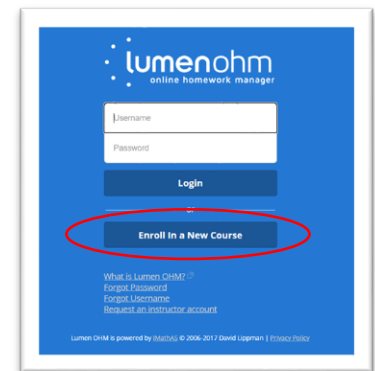 lumenohm
online homework manager
Username
Password
Login
or
Enroll In a New Course
What is Lumen OHM?
Forgot Password
Forgot Username
Request an instructor account
Lumen OHM is powered by IMathAS © 2006-2017 David Lippman | Privacy Policy